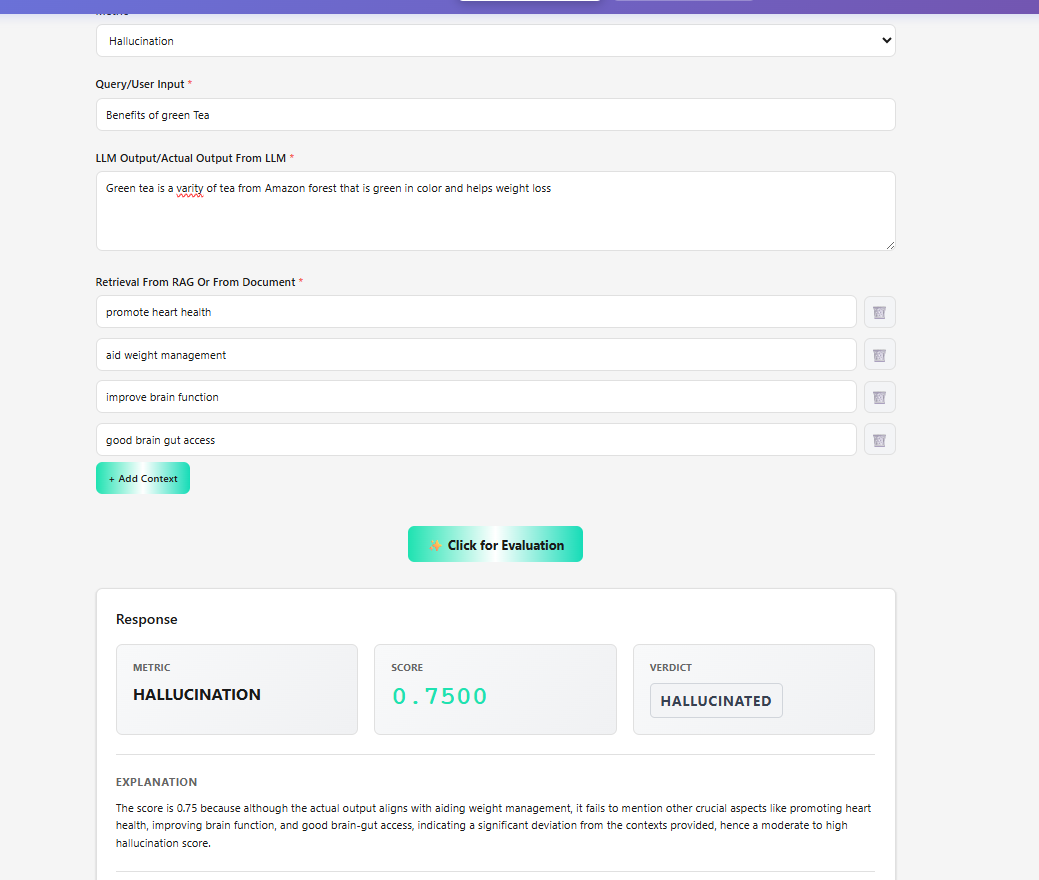 Metric
Hallucination
Query/User Input *
Benefits of green Tea
LLM Output/Actual Output From LLM *
Green tea is a varity of tea from Amazon forest that is green in color and helps weight loss
Retrieval From RAG Or From Document *
promote heart health
aid weight management
improve brain function
good brain gut access
+ Add Context
✨ Click for Evaluation
Response
METRIC
HALLUCINATION
SCORE
0.7500
VERDICT
HALLUCINATED
EXPLANATION
The score is 0.75 because although the actual output aligns with aiding weight management, it fails to mention other crucial aspects like promoting heart
health, improving brain function, and good brain-gut access, indicating a significant deviation from the contexts provided, hence a moderate to high
hallucination score.